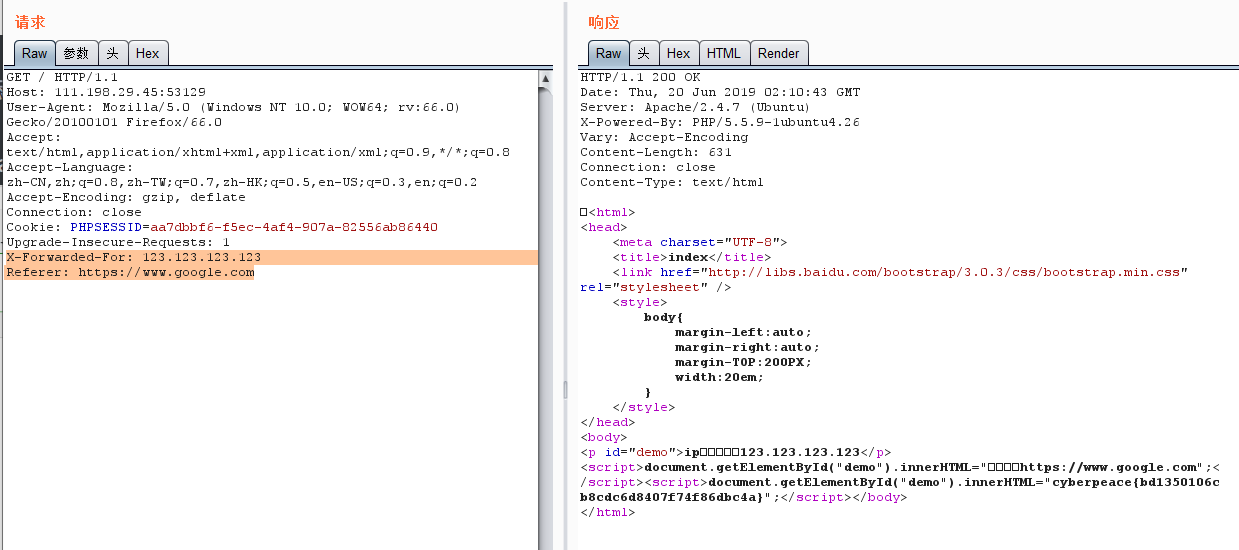 请求
Raw 参数 头 Hex
GET / HTTP/1.1
Host: 111.198.29.45:53129
User-Agent: Mozilla/5.0 (Windows NT 10.0; WOW64; rv:66.0)
Gecko/20100101 Firefox/66.0
Accept:
text/html,application/xhtml+xml,application/xml;q=0.9,*/*;q=0.8
Accept-Language:
zh-CN,zh;q=0.8,zh-TW;q=0.7,zh-HK;q=0.5,en-US;q=0.3,en;q=0.2
Accept-Encoding: gzip, deflate
Connection: close
Cookie: PHPSESSID=aa7dbbf6-f5ec-4af4-907a-82556ab86440
Upgrade-Insecure-Requests: 1
X-Forwarded-For: 123.123.123.123
Referer: https://www.google.com
响应
Raw 头 Hex HTML Render
HTTP/1.1 200 OK
Date: Thu, 20 Jun 2019 02:10:43 GMT
Server: Apache/2.4.7 (Ubuntu)
X-Powered-By: PHP/5.5.9-1ubuntu4.26
Vary: Accept-Encoding
Content-Length: 631
Connection: close
Content-Type: text/html
□<html>
<head>
<meta charset="UTF-8">
<title>index</title>
<link href="http://libs.baidu.com/bootstrap/3.0.3/css/bootstrap.min.css"
rel="stylesheet" />
<style>
body{
margin-left:auto;
margin-right:auto;
margin-TOP:200PX;
width:20em;
}
</style>
</head>
<body>
<p id="demo">ip□□□□□123.123.123.123</p>
<script>document.getElementById("demo").innerHTML="□□□□https://www.google.com";<
/script><script>document.getElementById("demo").innerHTML="cyberpeace{bd1350106c
b8cdc6d8407f74f86dbc4a}";</script></body>
</html>